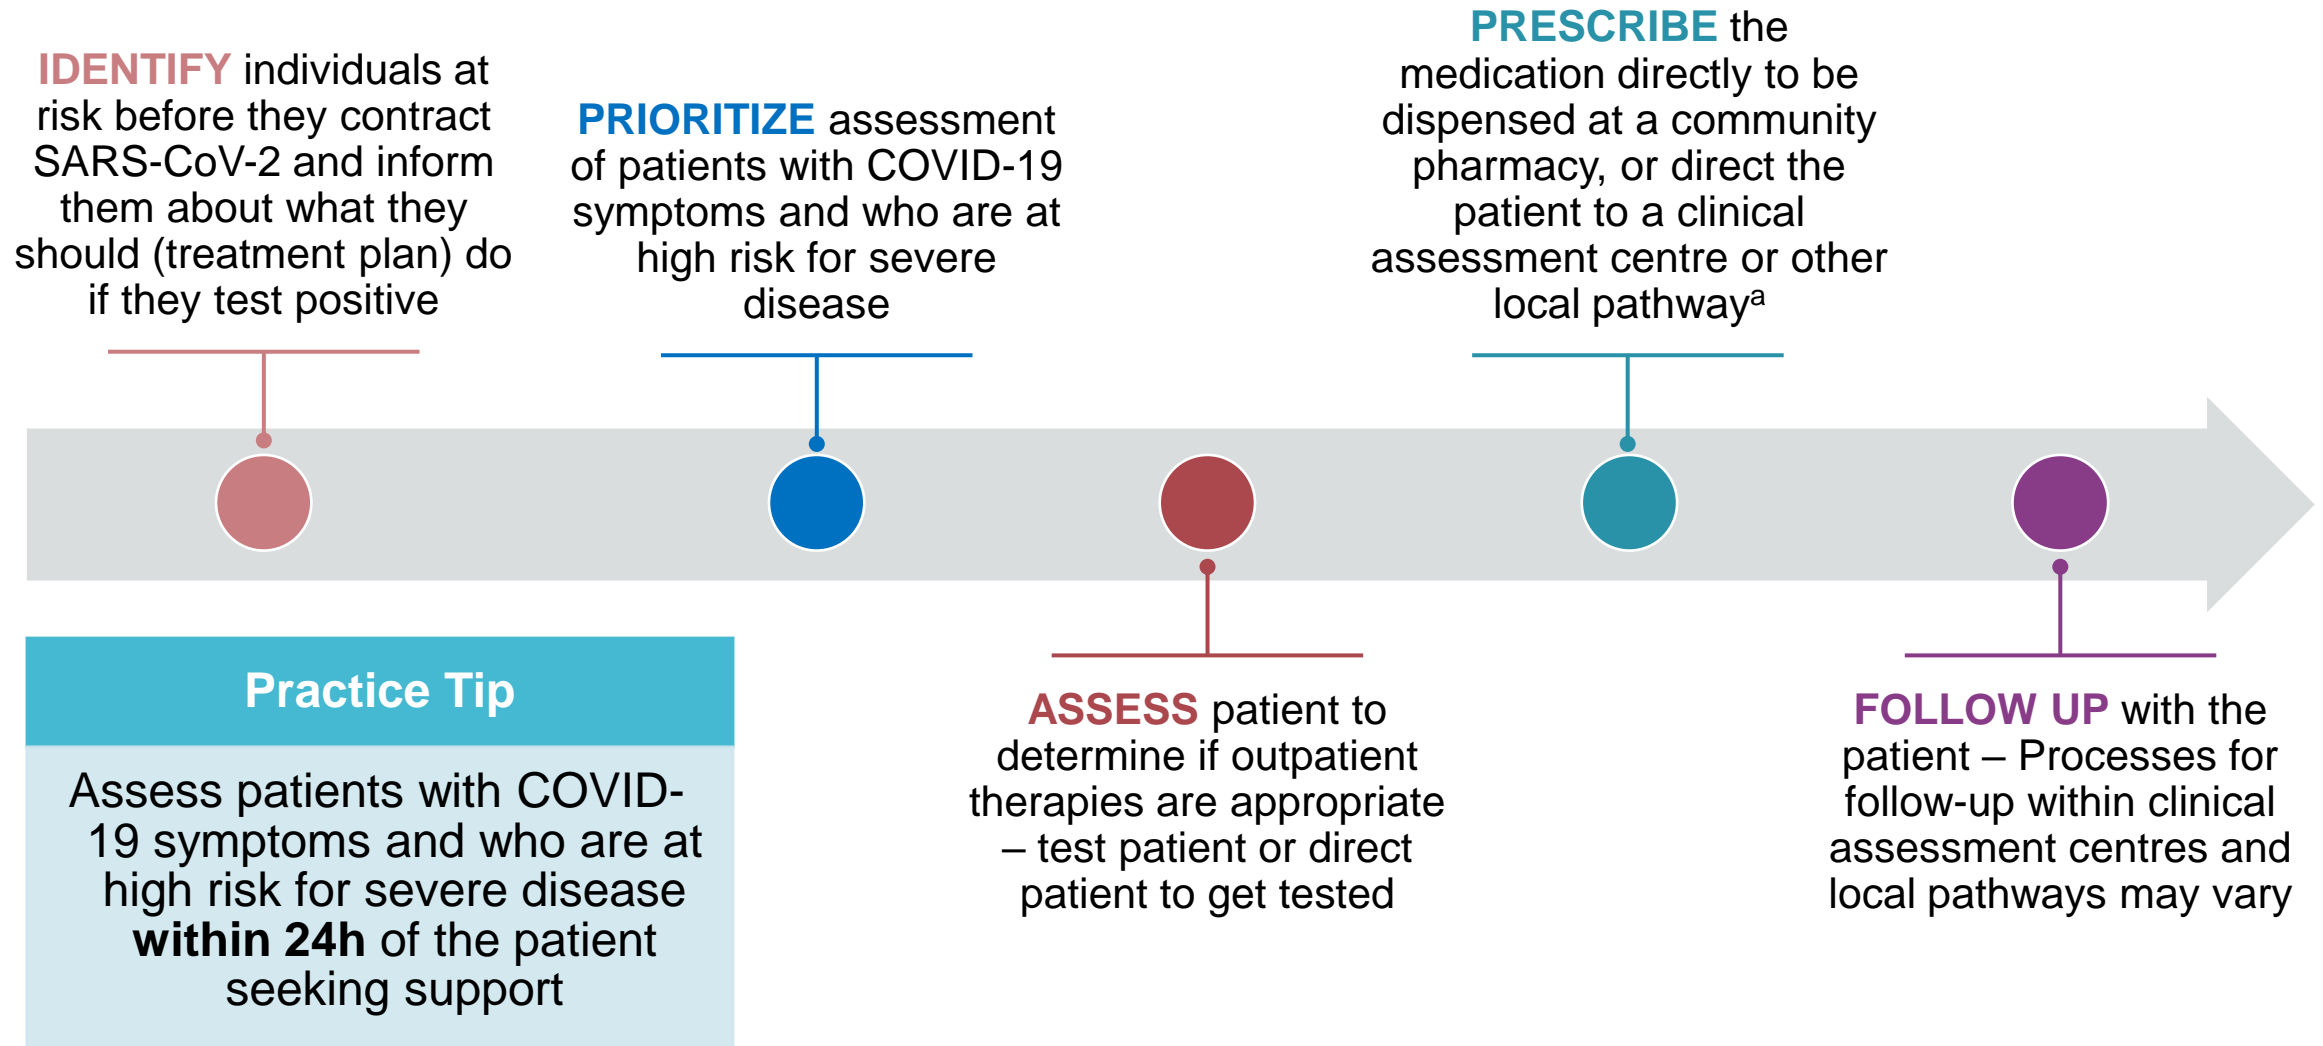 IDENTIFY individuals at
risk before they contract
SARS-CoV-2 and inform
them about what they
should (treatment plan) do
if they test positive
PRIORITIZE assessment
of patients with COVID-19
symptoms and who are at
high risk for severe
disease
PRESCRIBE the
medication directly to be
dispensed at a community
pharmacy, or direct the
patient to a clinical
assessment centre or other
local pathwayᵃ
Practice Tip
Assess patients with COVID-
19 symptoms and who are at
high risk for severe disease
within 24h of the patient
seeking support
ASSESS patient to
determine if outpatient
therapies are appropriate
– test patient or direct
patient to get tested
FOLLOW UP with the
patient – Processes for
follow-up within clinical
assessment centres and
local pathways may vary